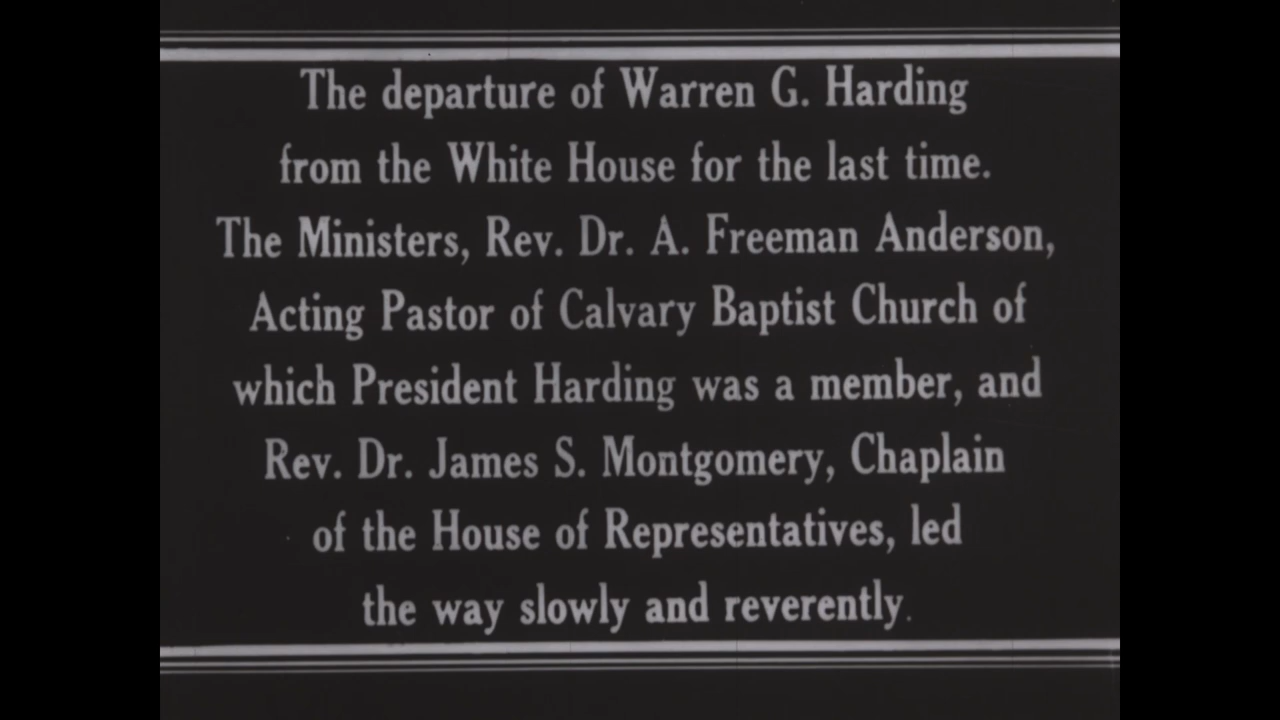 The departure of Warren G. Harding
from the White House for the last time.
The Ministers, Rev. Dr. A. Freeman Anderson,
Acting Pastor of Calvary Baptist Church of
which President Harding was a member, and
Rev. Dr. James S. Montgomery, Chaplain
of the House of Representatives, led
the way slowly and reverently.